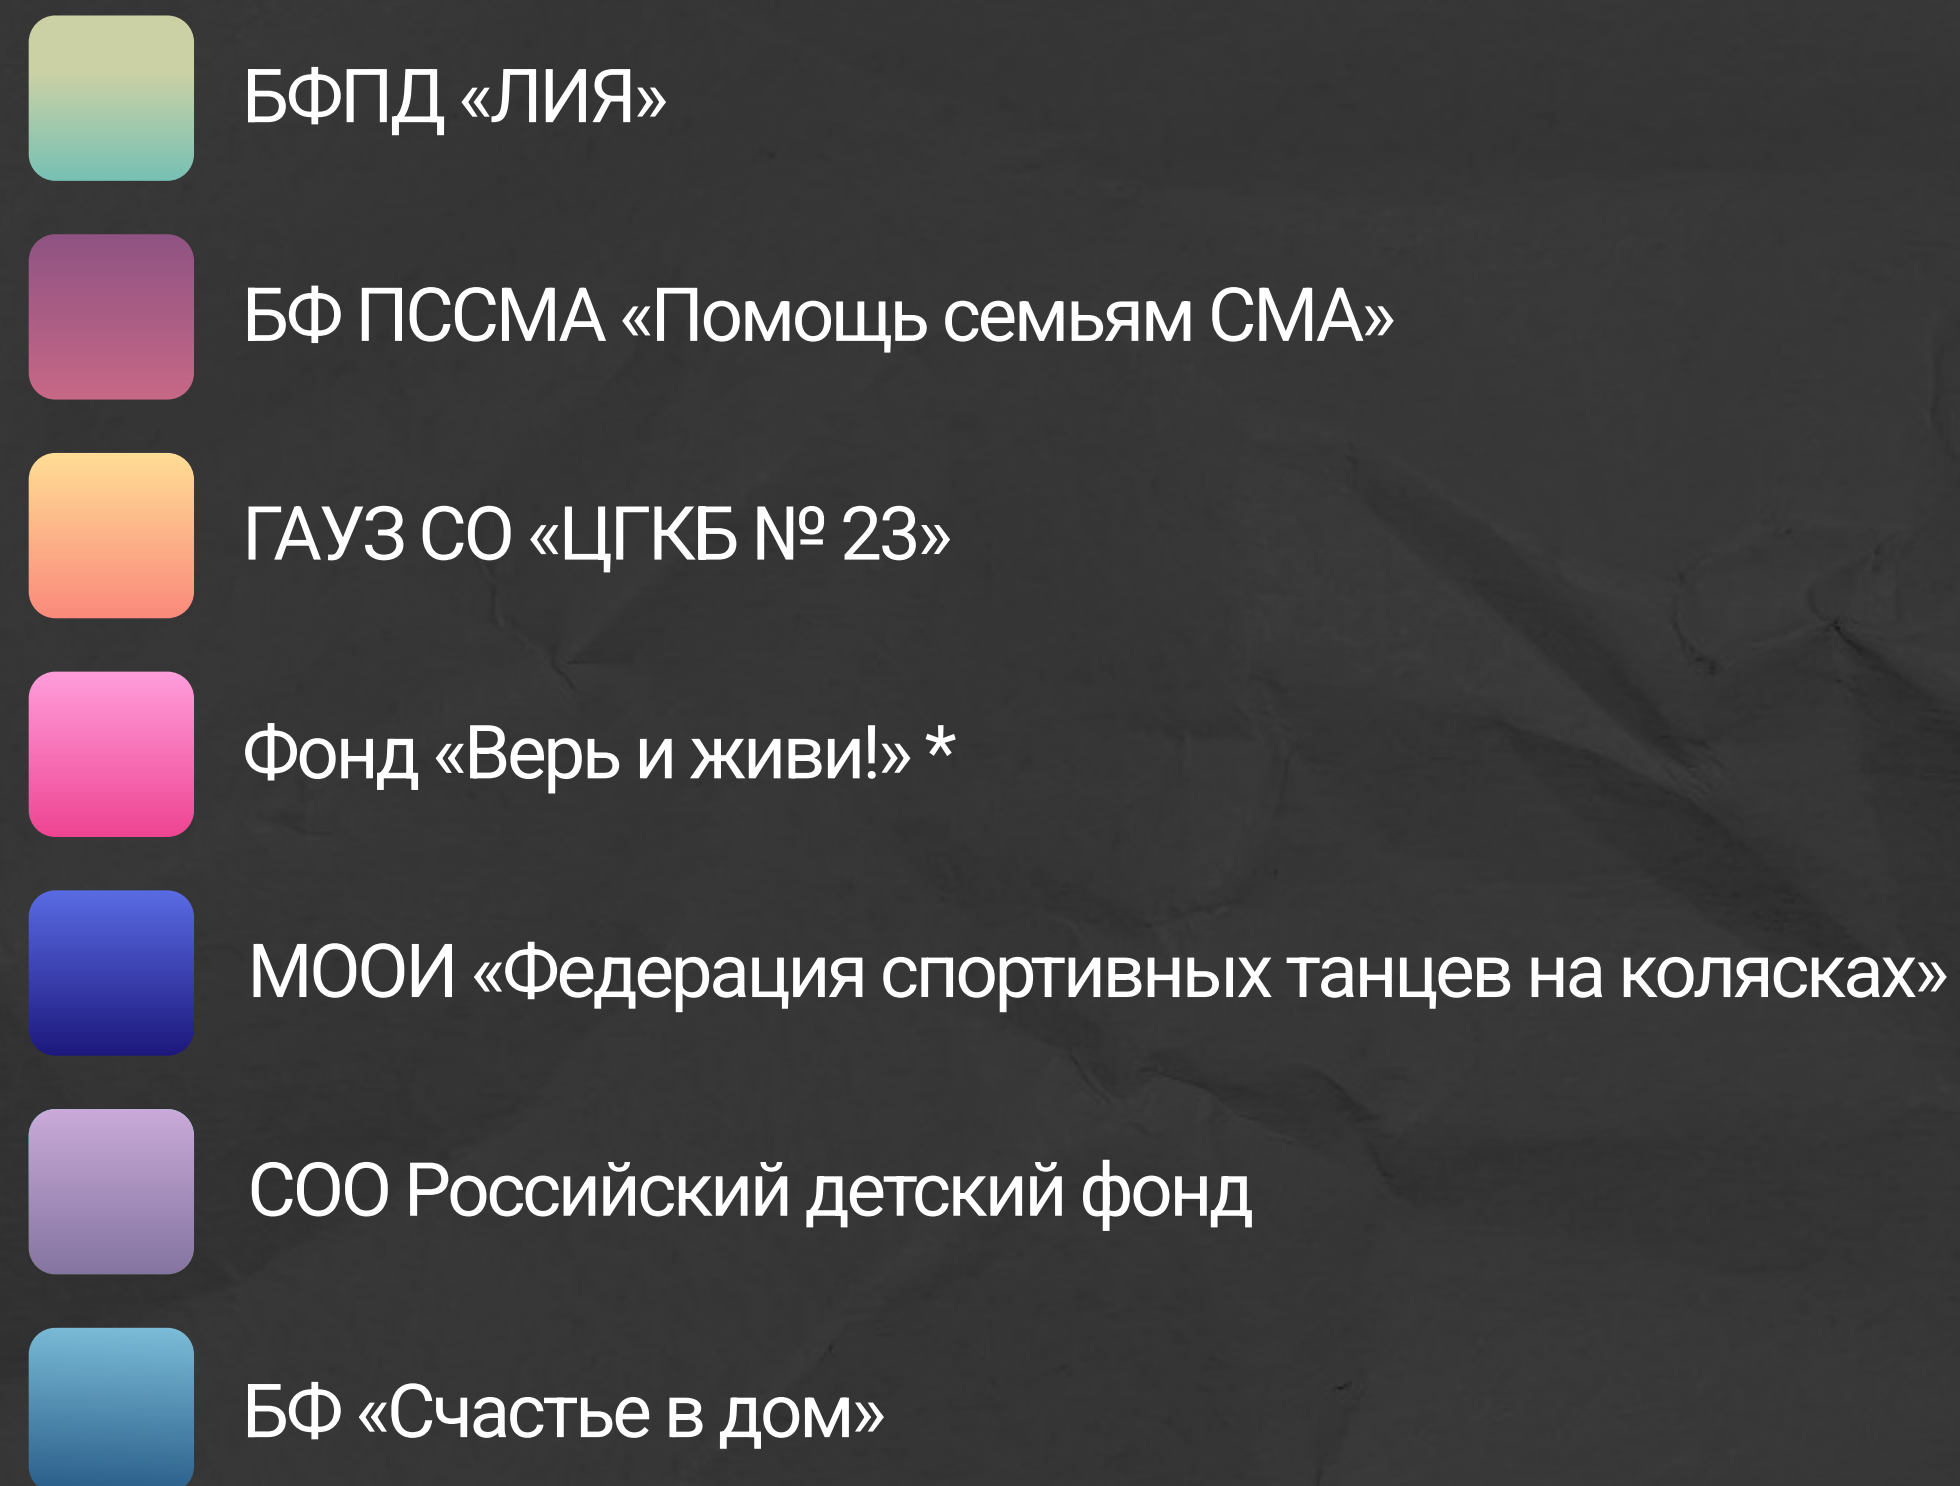 БФПД «ЛИЯ»
БФ ПССМА «Помощь семьям СМА»
ГАУЗ СО «ЦГКБ № 23»
Фонд «Верь и живи!» *
МООИ «Федерация спортивных танцев на колясках»
СОО Российский детский фонд
БФ «Счастье в дом»